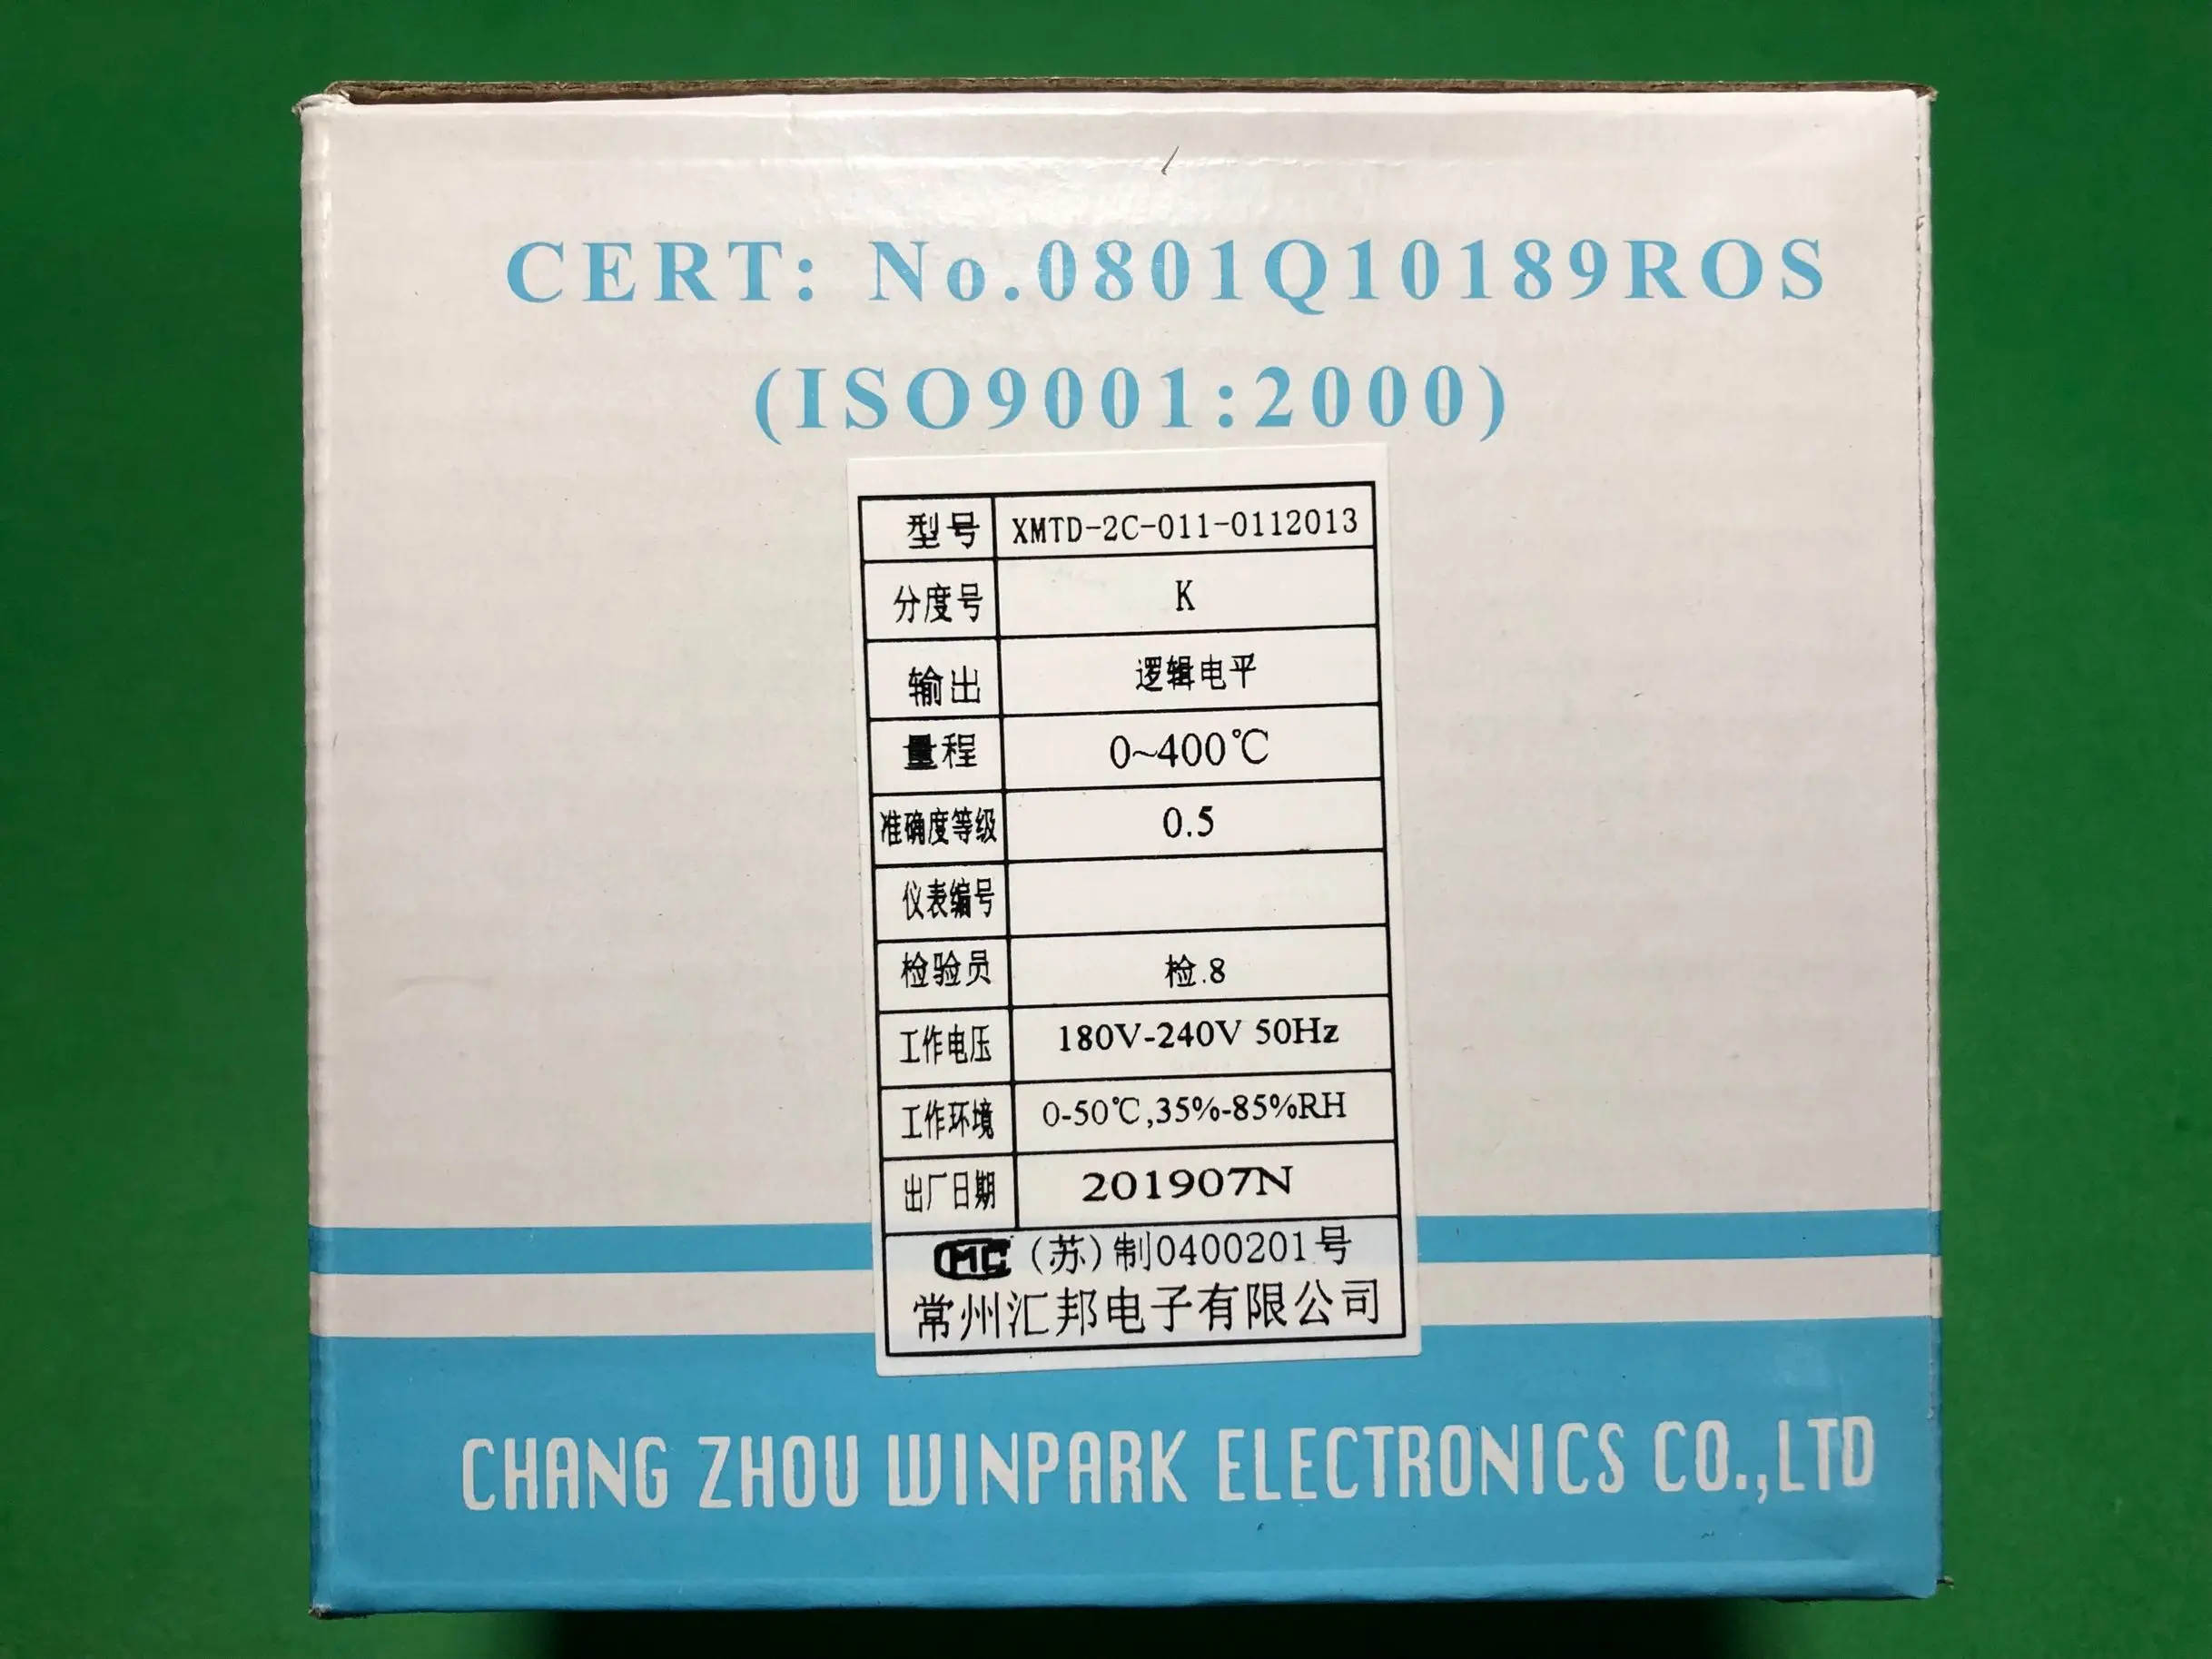 CERT: No.0801Q10189ROS
(ISO9001:2000)
型号 XMTD-2C-011-0112013
分度号 K
输出 逻辑电平
量程 0~400℃
准确度等级 0.5
仪表编号
检验员 检.8
工作电压 180V-240V 50Hz
工作环境 0-50℃,35%-85%RH
出厂日期 201907N
MC (苏)制0400201号
常州汇邦电子有限公司
CHANG ZHOU WINPARK ELECTRONICS CO.,LTD